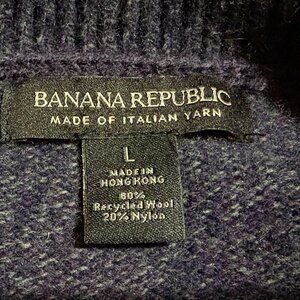 BANANA REPUBLIC
MADE OF ITALIAN YARN
L
MADE IN
HONG KONG
80%
Recycled Wool
20% Nylon